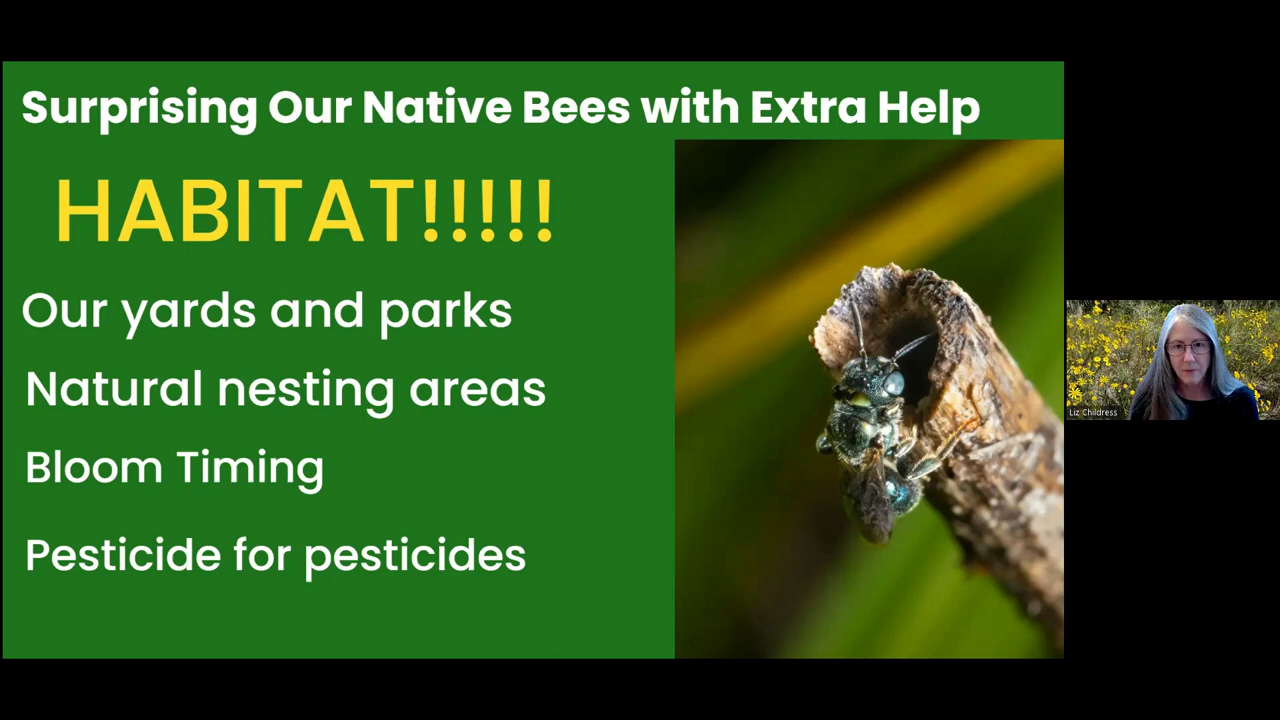 Surprising Our Native Bees with Extra Help
HABITAT!!!!!
Our yards and parks
Natural nesting areas
Bloom Timing
Pesticide for pesticides
Liz Childress